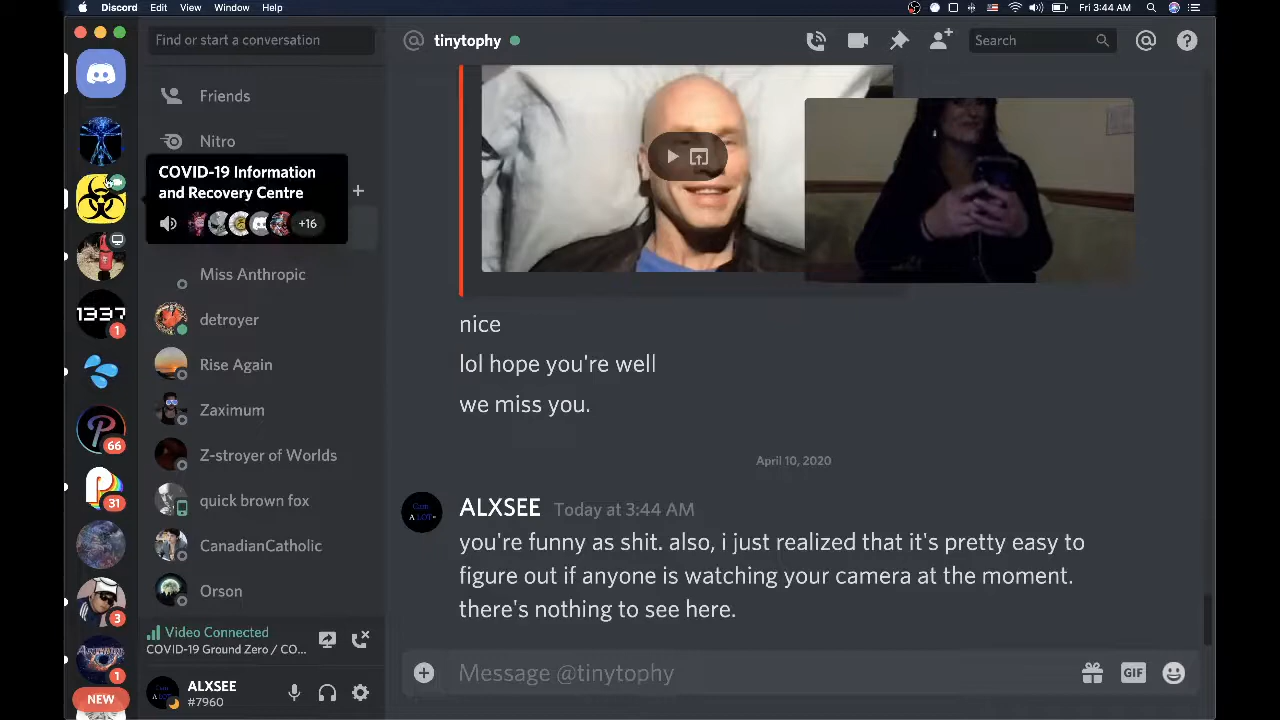 Discord Edit View Window Help Fri 3:44 AM
Find or start a conversation
@ tinytophy
Search
Friends
Nitro
COVID-19 Information
and Recovery Centre
+16
Miss Anthropic
detroyer
Rise Again
Zaximum
Z-stroyer of Worlds
quick brown fox
CanadianCatholic
Orson
1337
1
66
31
3
1
NEW
nice
lol hope you're well
we miss you.
April 10, 2020
ALXSEE Today at 3:44 AM
you're funny as shit. also, i just realized that it's pretty easy to
figure out if anyone is watching your camera at the moment.
there's nothing to see here.
Video Connected
COVID-19 Ground Zero / CO...
ALXSEE
#7960
Message @tinytophy
GIF